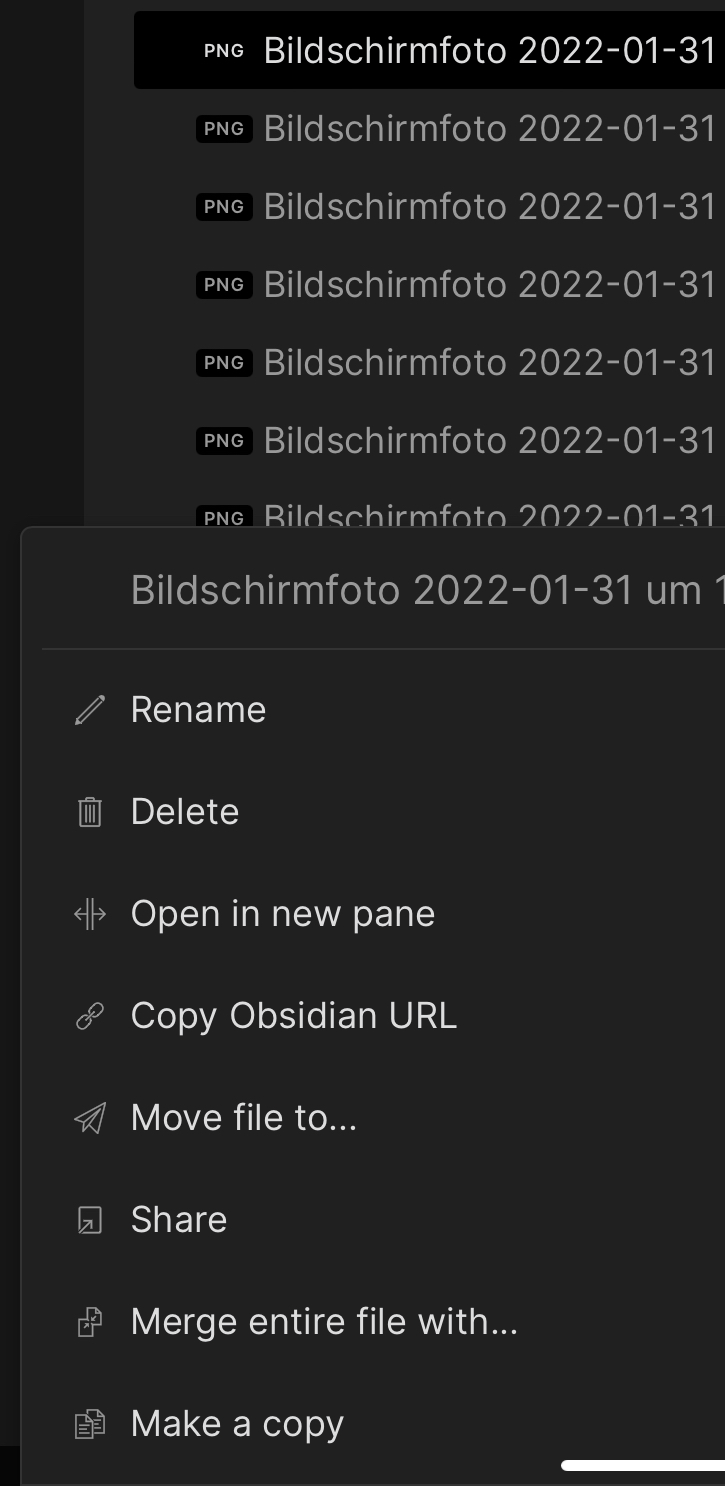 PNG Bildschirmfoto 2022-01-31
PNG Bildschirmfoto 2022-01-31
PNG Bildschirmfoto 2022-01-31
PNG Bildschirmfoto 2022-01-31
PNG Bildschirmfoto 2022-01-31
PNG Bildschirmfoto 2022-01-31
PNG Bildschirmfoto 2022-01-31
Bildschirmfoto 2022-01-31 um 1
Rename
Delete
Open in new pane
Copy Obsidian URL
Move file to...
Share
Merge entire file with...
Make a copy